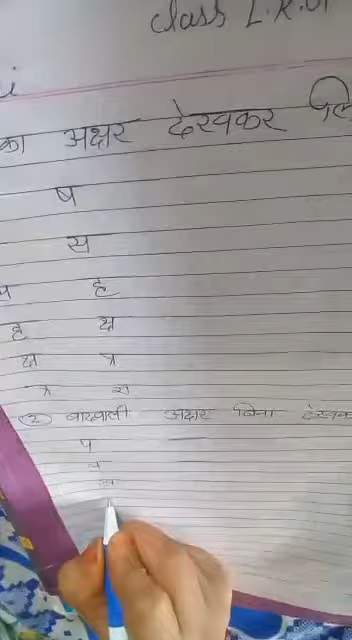 class L.K.G
का अक्षर देखकर
ष
स
ह
ह क्ष
क्ष त्र
त्र ज्ञ
② बादवाली अक्षर बिना देखकर
प